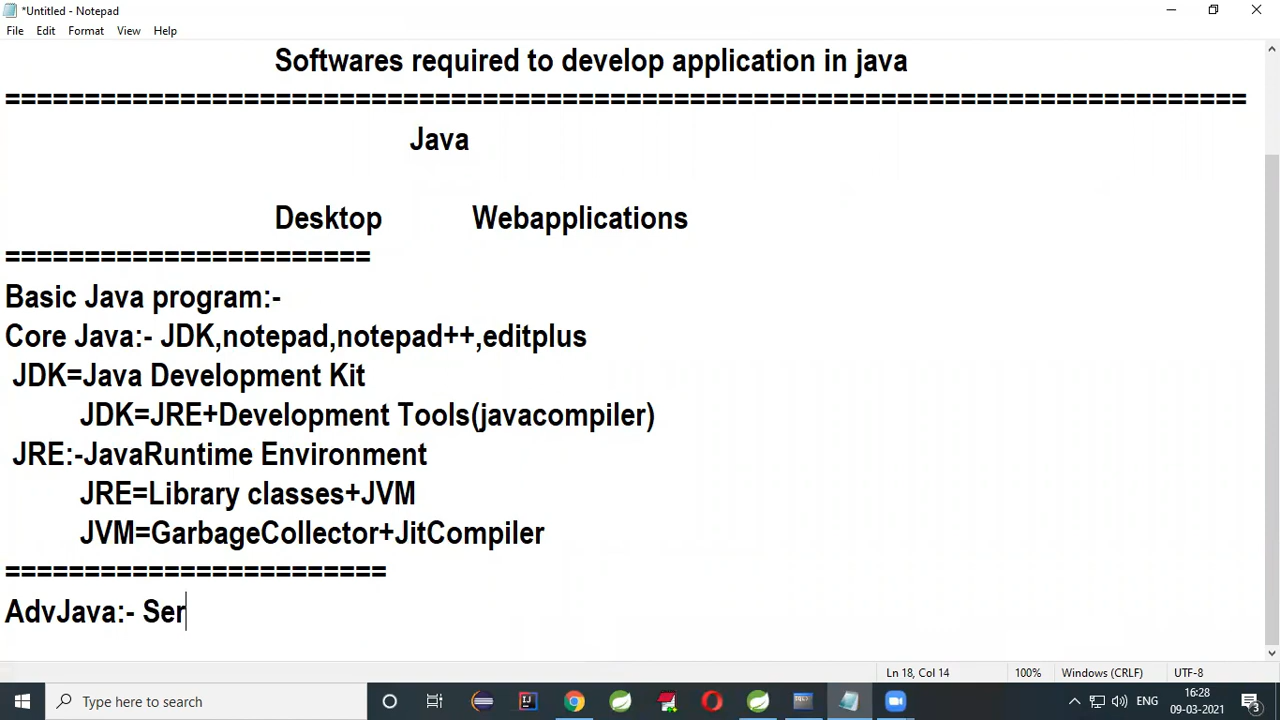 *Untitled - Notepad
File Edit Format View Help
Softwares required to develop application in java
==============================================================================
Java
Desktop Webapplications
=======================
Basic Java program:-
Core Java:- JDK,notepad,notepad++,editplus
JDK=Java Development Kit
JDK=JRE+Development Tools(javacompiler)
JRE:-JavaRuntime Environment
JRE=Library classes+JVM
JVM=GarbageCollector+JitCompiler
========================
AdvJava:- Ser
Ln 18, Col 14 100% Windows (CRLF) UTF-8
Type here to search ENG 16:28 09-03-2021 3